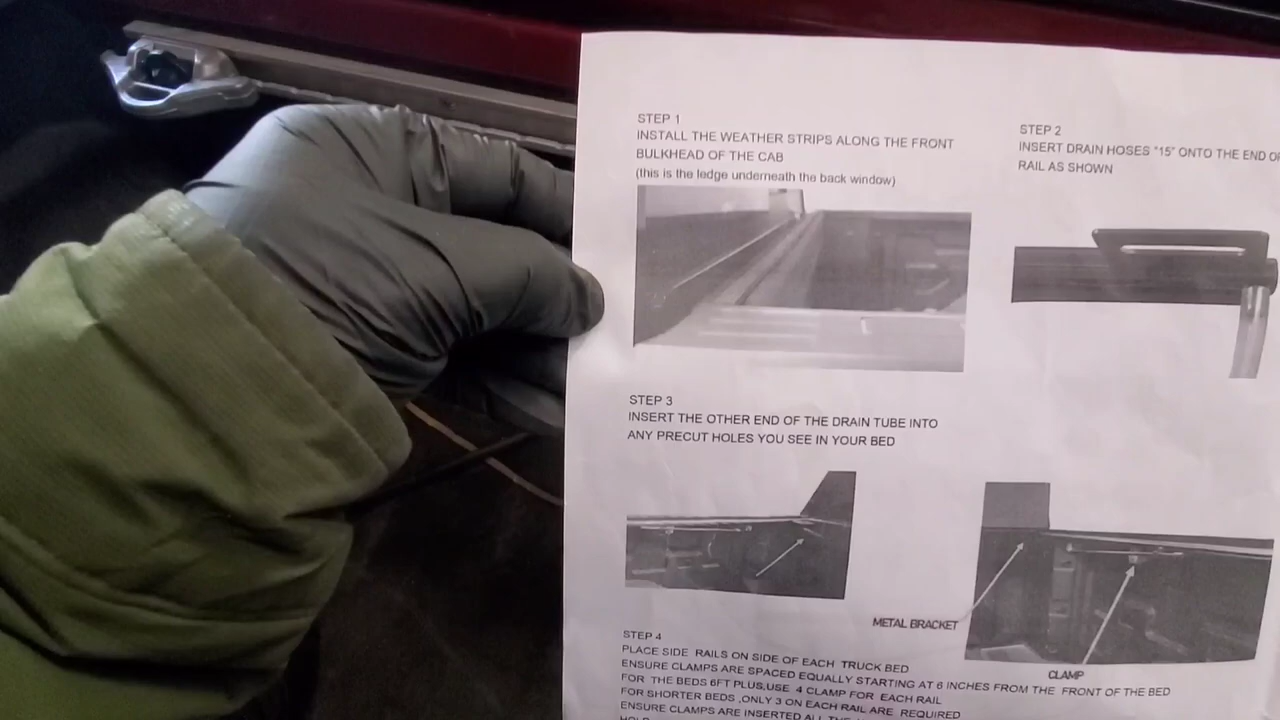 STEP 1
INSTALL THE WEATHER STRIPS ALONG THE FRONT
BULKHEAD OF THE CAB
(this is the ledge underneath the back window)
STEP 2
INSERT DRAIN HOSES "15" ONTO THE END OF
RAIL AS SHOWN
STEP 3
INSERT THE OTHER END OF THE DRAIN TUBE INTO
ANY PRECUT HOLES YOU SEE IN YOUR BED
METAL BRACKET
CLAMP
STEP 4
PLACE SIDE RAILS ON SIDE OF EACH TRUCK BED
ENSURE CLAMPS ARE SPACED EQUALLY STARTING AT 6 INCHES FROM THE FRONT OF THE BED
FOR THE BEDS 6FT PLUS,USE 4 CLAMP FOR EACH RAIL
FOR SHORTER BEDS ,ONLY 3 ON EACH RAIL ARE REQUIRED
ENSURE CLAMPS ARE INSERTED ALL THE